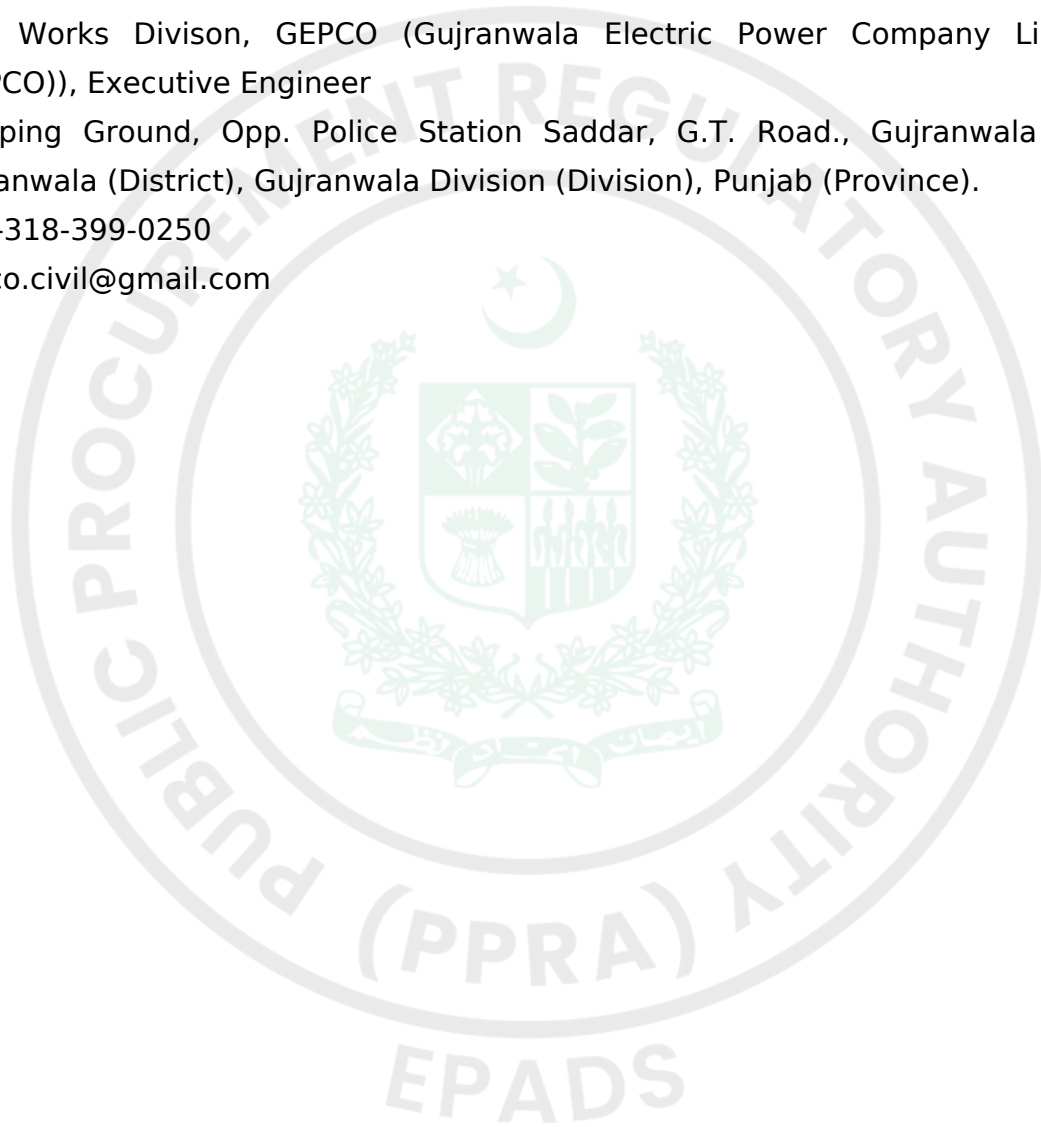 Works Divison, GEPCO (Gujranwala Electric Power Company Li
PCO)), Executive Engineer
ping Ground, Opp. Police Station Saddar, G.T. Road., Gujranwala
anwala (District), Gujranwala Division (Division), Punjab (Province).
-318-399-0250
co.civil@gmail.com
PUBLIC PROCUREMENT REGULATORY AUTHORITY
(PPRA)
EPADS